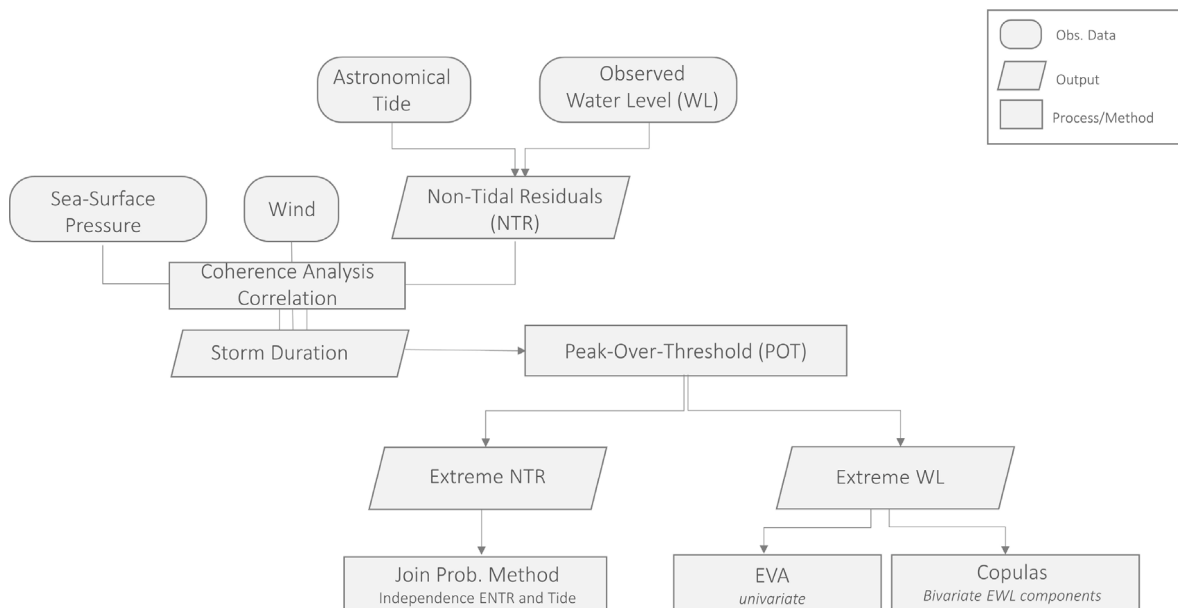 Obs. Data
Output
Process/Method
Astronomical
Tide
Observed
Water Level (WL)
Sea-Surface
Pressure
Wind
Non-Tidal Residuals
(NTR)
Coherence Analysis
Correlation
Storm Duration
Peak-Over-Threshold (POT)
Extreme NTR
Extreme WL
Join Prob. Method
Independence ENTR and Tide
EVA
univariate
Copulas
Bivariate EWL components